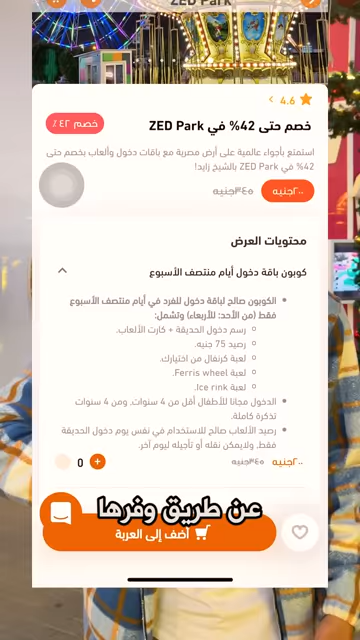 ZED Park
4.6
خصم حتى 42% في ZED Park
خصم ٤٢ ٪
استمتع بأجواء عالمية على أرض مصرية مع باقات دخول وألعاب بخصم حتى
42% في ZED Park بالشيخ زايد!
٢٠٠جنيه
٣٤٥جنيه
محتويات العرض
كوبون باقة دخول أيام منتصف الأسبوع
الكوبون صالح لباقة دخول للفرد في أيام منتصف الأسبوع
فقط (من الأحد: للأربعاء) وتشمل:
رسم دخول الحديقة + كارت الألعاب.
رصيد 75 جنيه.
لعبة كرنفال من اختيارك.
لعبة Ferris wheel.
لعبة Ice rink.
الدخول مجانا للأطفال أقل من 4 سنوات، ومن 4 سنوات
تذكرة كاملة.
رصيد الألعاب صالح للاستخدام في نفس يوم دخول الحديقة
فقط، ولايمكن نقله أو تأجيله ليوم آخر.
٢٠٠جنيه
٣٤٥جنيه
+ 0
عن طريق وفرها
أضف إلى العربة